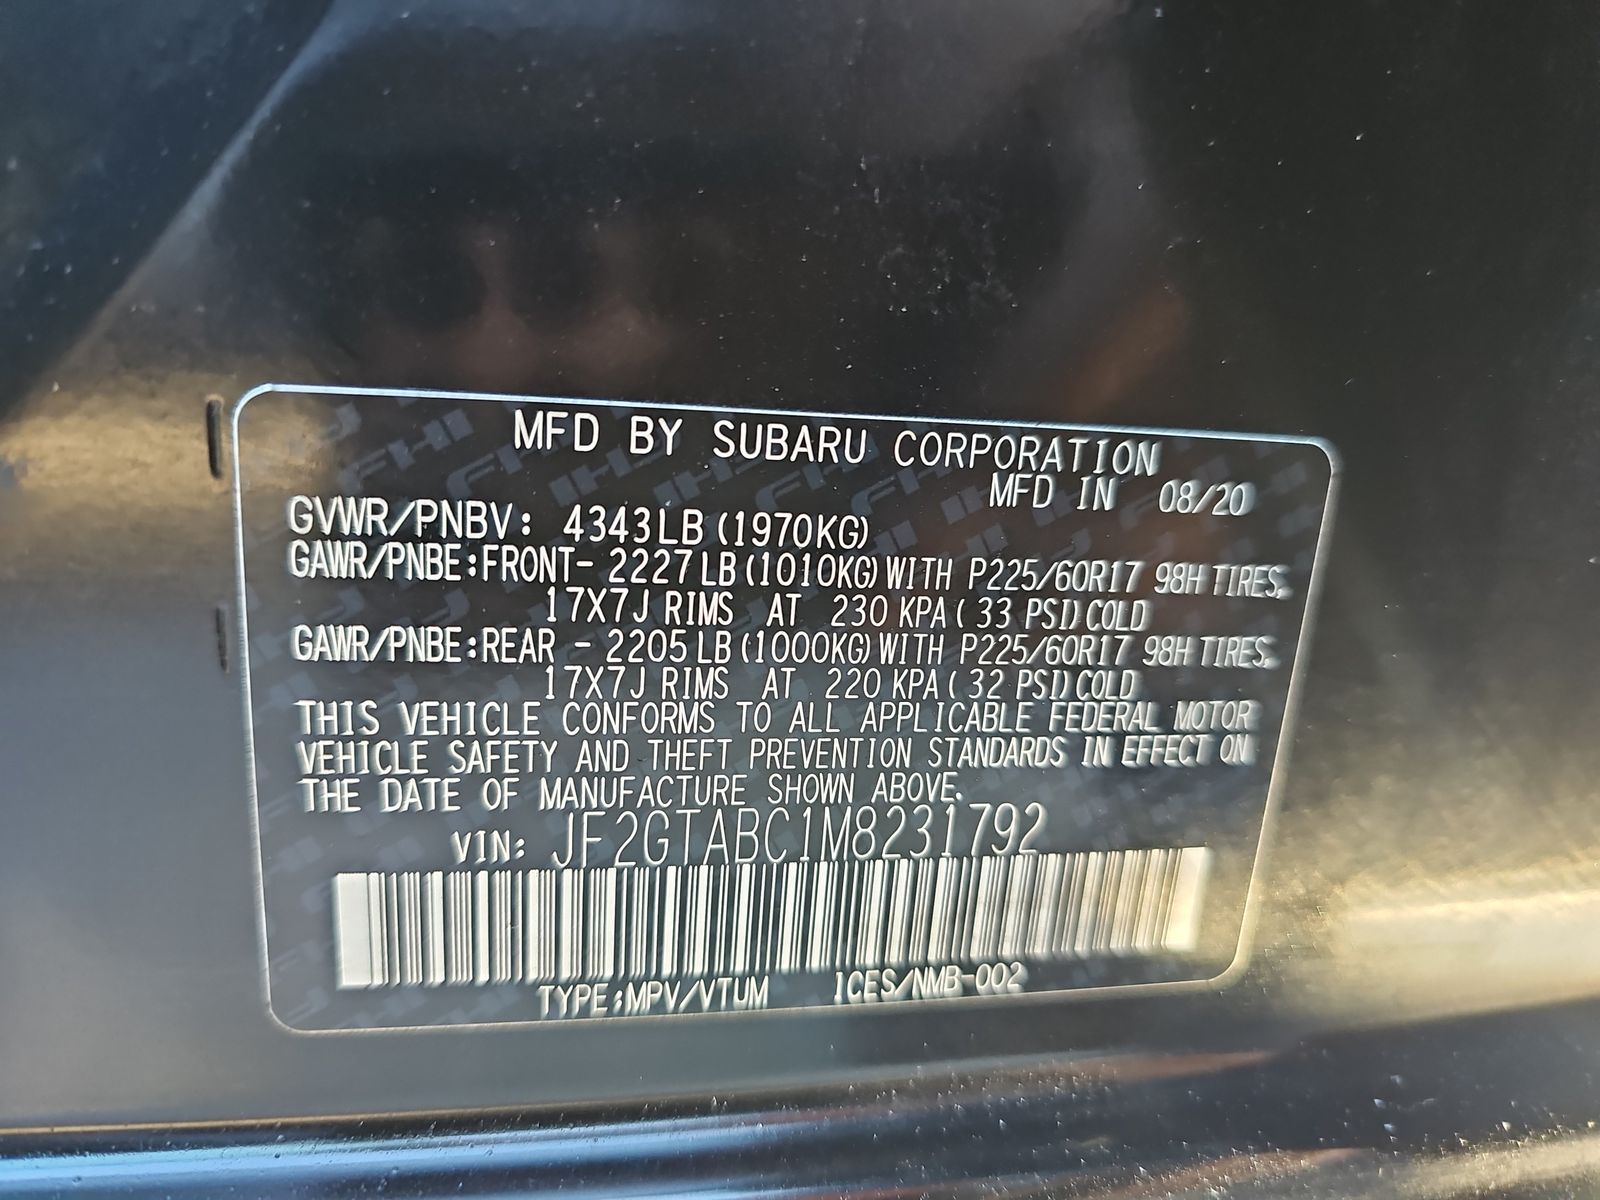 MFD BY SUBARU CORPORATION
MFD IN 08/20
GVWR/PNBV: 4343LB(1970KG)
GAWR/PNBE:FRONT- 2227LB(1010KG)WITH P225/60R17 98H TIRES,
17X7J RIMS AT 230 KPA( 33 PSI)COLD
GAWR/PNBE:REAR - 2205LB(1000KG)WITH P225/60R17 98H TIRES,
17X7J RIMS AT 220 KPA( 32 PSI)COLD
THIS VEHICLE CONFORMS TO ALL APPLICABLE FEDERAL MOTOR
VEHICLE SAFETY AND THEFT PREVENTION STANDARDS IN EFFECT ON
THE DATE OF MANUFACTURE SHOWN ABOVE.
VIN: JF2GTABC1M8231792
TYPE:MPV/VTUM ICES/NMB-002